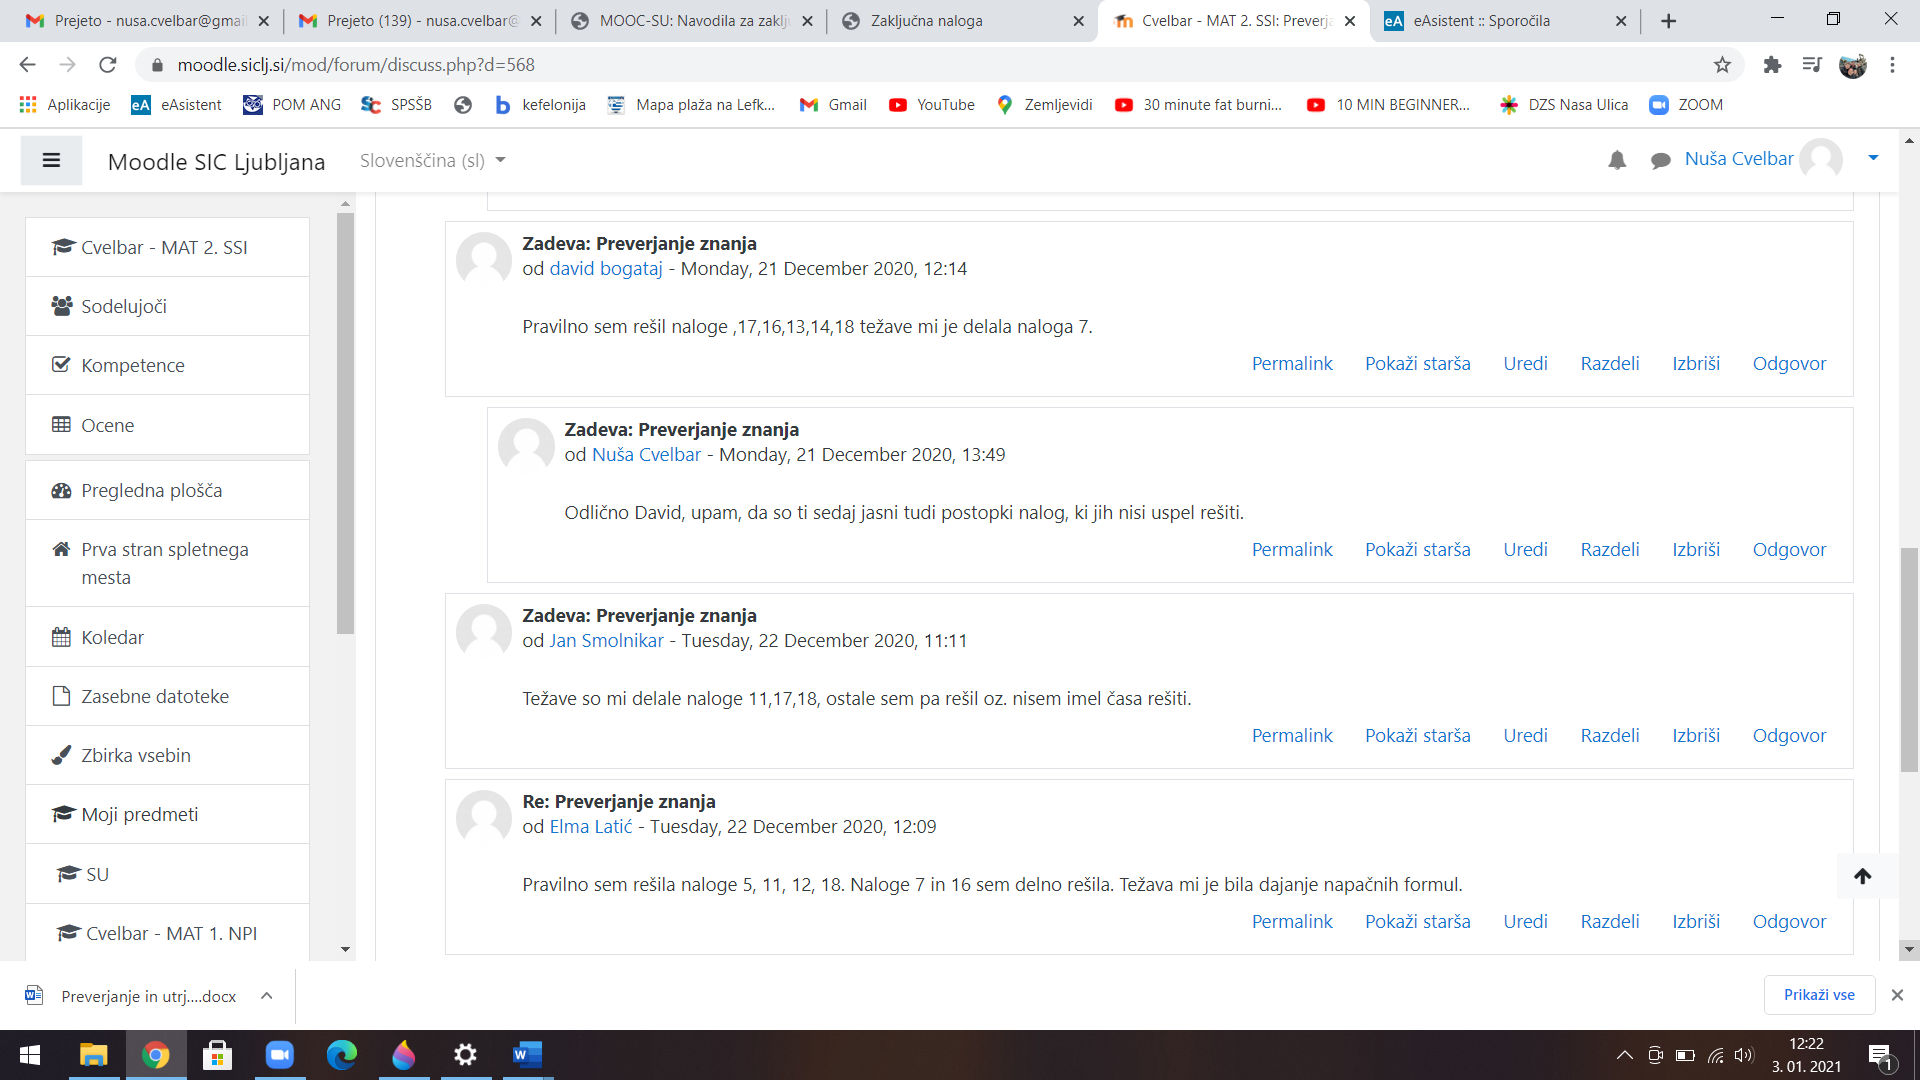 Prejeto - nusa.cvelbar@gmai
Prejeto (139) - nusa.cvelbar@
MOOC-SU: Navodila za zaklju
Zaključna naloga
Cvelbar - MAT 2. SSI: Preverja
eAsistent :: Sporočila
moodle.siclj.si/mod/forum/discuss.php?d=568
Aplikacije
eAsistent
POM ANG
SPSŠB
kefelonija
Mapa plaža na Lefk...
Gmail
YouTube
Zemljevidi
30 minute fat burni...
10 MIN BEGINNER...
DZS Nasa Ulica
ZOOM
Moodle SIC Ljubljana
Slovenščina (sl)
Nuša Cvelbar
Cvelbar - MAT 2. SSI
Sodelujoči
Kompetence
Ocene
Pregledna plošča
Prva stran spletnega
mesta
Koledar
Zasebne datoteke
Zbirka vsebin
Moji predmeti
SU
Cvelbar - MAT 1. NPI
Zadeva: Preverjanje znanja
od david bogataj - Monday, 21 December 2020, 12:14
Pravilno sem rešil naloge ,17,16,13,14,18 težave mi je delala naloga 7.
Permalink Pokaži starša Uredi Razdeli Izbriši Odgovor
Zadeva: Preverjanje znanja
od Nuša Cvelbar - Monday, 21 December 2020, 13:49
Odlično David, upam, da so ti sedaj jasni tudi postopki nalog, ki jih nisi uspel rešiti.
Permalink Pokaži starša Uredi Razdeli Izbriši Odgovor
Zadeva: Preverjanje znanja
od Jan Smolnikar - Tuesday, 22 December 2020, 11:11
Težave so mi delale naloge 11,17,18, ostale sem pa rešil oz. nisem imel časa rešiti.
Permalink Pokaži starša Uredi Razdeli Izbriši Odgovor
Re: Preverjanje znanja
od Elma Latić - Tuesday, 22 December 2020, 12:09
Pravilno sem rešila naloge 5, 11, 12, 18. Naloge 7 in 16 sem delno rešila. Težava mi je bila dajanje napačnih formul.
Permalink Pokaži starša Uredi Razdeli Izbriši Odgovor
Preverjanje in utrj....docx
Prikaži vse
12:22
3. 01. 2021
1